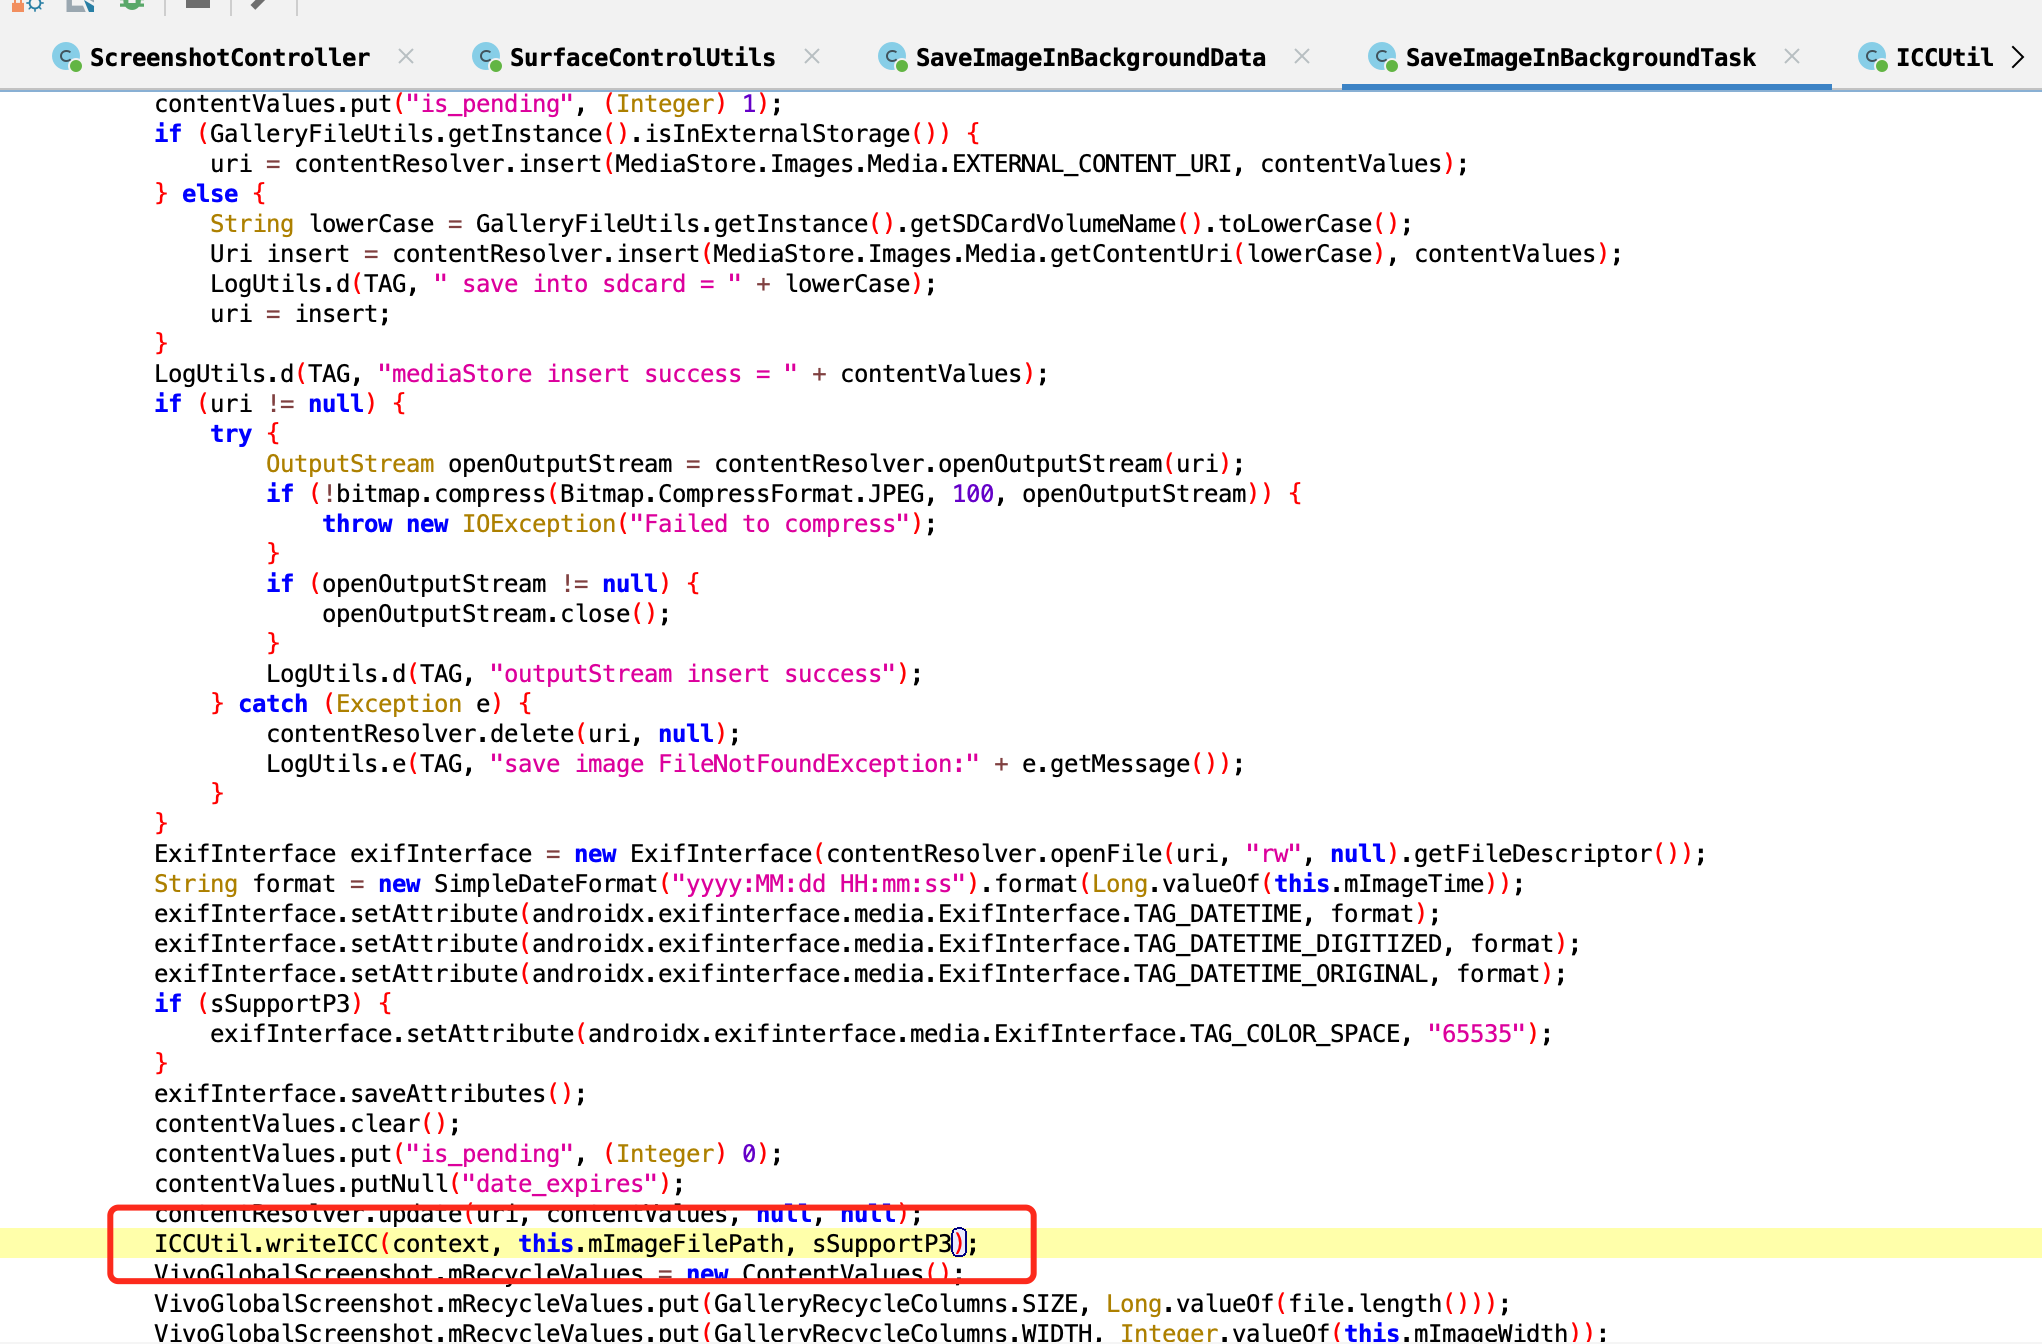 ScreenshotController SurfaceControlUtils SaveImageInBackgroundData SaveImageInBackgroundTask ICCUtil
contentValues.put("is_pending", (Integer) 1);
if (GalleryFileUtils.getInstance().isInExternalStorage()) {
uri = contentResolver.insert(MediaStore.Images.Media.EXTERNAL_CONTENT_URI, contentValues);
} else {
String lowerCase = GalleryFileUtils.getInstance().getSDCardVolumeName().toLowerCase();
Uri insert = contentResolver.insert(MediaStore.Images.Media.getContentUri(lowerCase), contentValues);
LogUtils.d(TAG, " save into sdcard = " + lowerCase);
uri = insert;
}
LogUtils.d(TAG, "mediaStore insert success = " + contentValues);
if (uri != null) {
try {
OutputStream openOutputStream = contentResolver.openOutputStream(uri);
if (!bitmap.compress(Bitmap.CompressFormat.JPEG, 100, openOutputStream)) {
throw new IOException("Failed to compress");
}
if (openOutputStream != null) {
openOutputStream.close();
}
LogUtils.d(TAG, "outputStream insert success");
} catch (Exception e) {
contentResolver.delete(uri, null);
LogUtils.e(TAG, "save image FileNotFoundException:" + e.getMessage());
}
}
ExifInterface exifInterface = new ExifInterface(contentResolver.openFile(uri, "rw", null).getFileDescriptor());
String format = new SimpleDateFormat("yyyy:MM:dd HH:mm:ss").format(Long.valueOf(this.mImageTime));
exifInterface.setAttribute(androidx.exifinterface.media.ExifInterface.TAG_DATETIME, format);
exifInterface.setAttribute(androidx.exifinterface.media.ExifInterface.TAG_DATETIME_DIGITIZED, format);
exifInterface.setAttribute(androidx.exifinterface.media.ExifInterface.TAG_DATETIME_ORIGINAL, format);
if (sSupportP3) {
exifInterface.setAttribute(androidx.exifinterface.media.ExifInterface.TAG_COLOR_SPACE, "65535");
}
exifInterface.saveAttributes();
contentValues.clear();
contentValues.put("is_pending", (Integer) 0);
contentValues.putNull("date_expires");
contentResolver.update(uri, contentValues, null, null);
ICCUtil.writeICC(context, this.mImageFilePath, sSupportP3);
VivoGlobalScreenshot.mRecycleValues = new ContentValues();
VivoGlobalScreenshot.mRecycleValues.put(GalleryRecycleColumns.SIZE, Long.valueOf(file.length()));
VivoGlobalScreenshot.mRecycleValues.put(GalleryRecycleColumns.WIDTH, Integer.valueOf(this.mImageWidth));